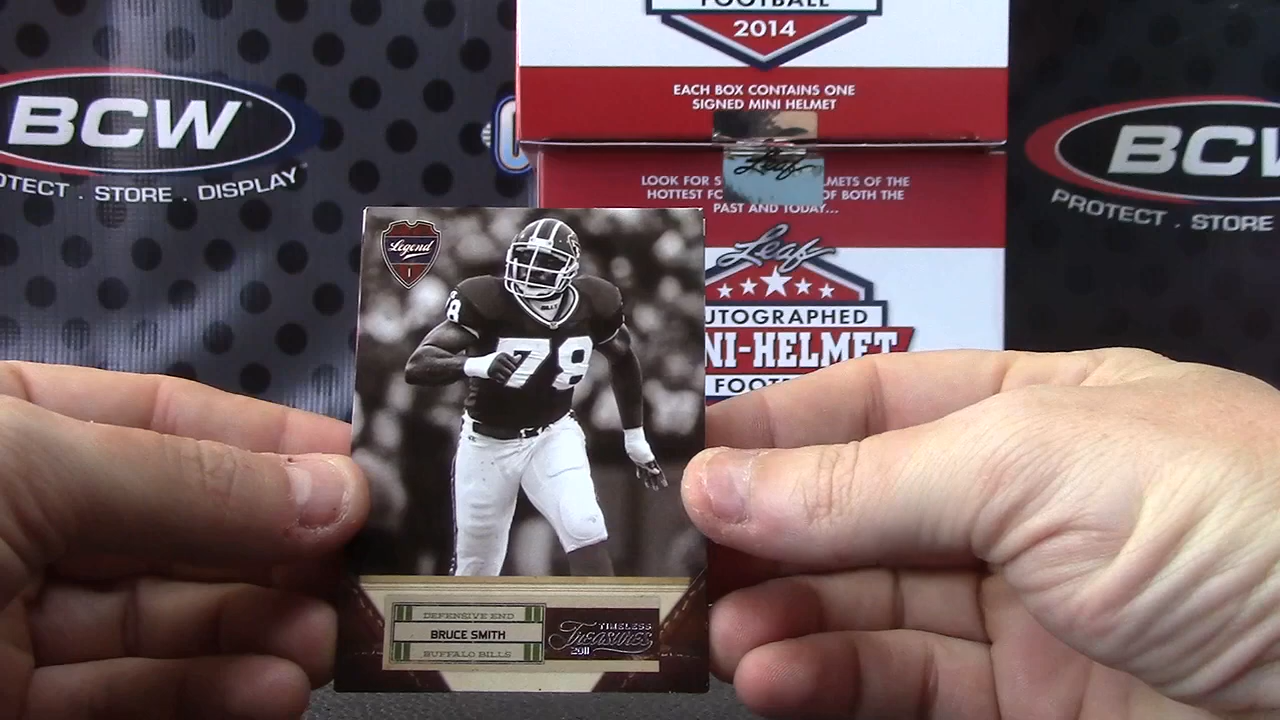 FOOTBALL
2014
EACH BOX CONTAINS ONE
SIGNED MINI HELMET
BCW
PROTECT . STORE . DISPLAY
BCW
PROTECT . STORE
Leaf
LOOK FOR
OF THE
HOTTEST
OF BOTH THE
PAST AND TODAY...
Leaf
UTOGRAPHED
NI-HELMET
FOOT
Legend
78
78
DEFENSIVE END
BRUCE SMITH
BUFFALO BILLS
TIMELESS
TREASURES
2011